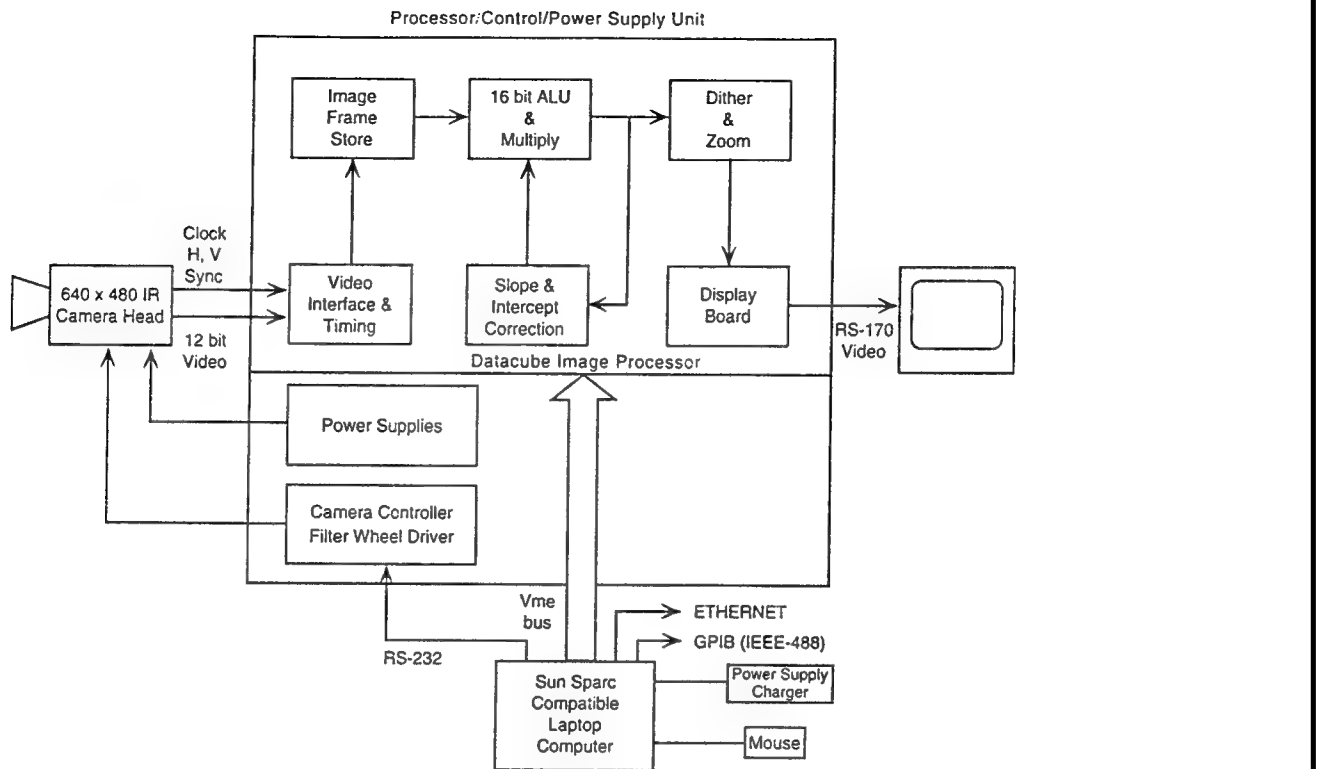 Processor/Control/Power Supply Unit
Image
Frame
Store
16 bit ALU
&
Multiply
Dither
&
Zoom
Clock
H, V
Sync
640 x 480 IR
Camera Head
12 bit
Video
Video
Interface &
Timing
Slope &
Intercept
Correction
Display
Board
RS-170
Video
Datacube Image Processor
Power Supplies
Camera Controller
Filter Wheel Driver
Vme
bus
RS-232
ETHERNET
GPIB (IEEE-488)
Sun Sparc
Compatible
Laptop
Computer
Power Supply
Charger
Mouse